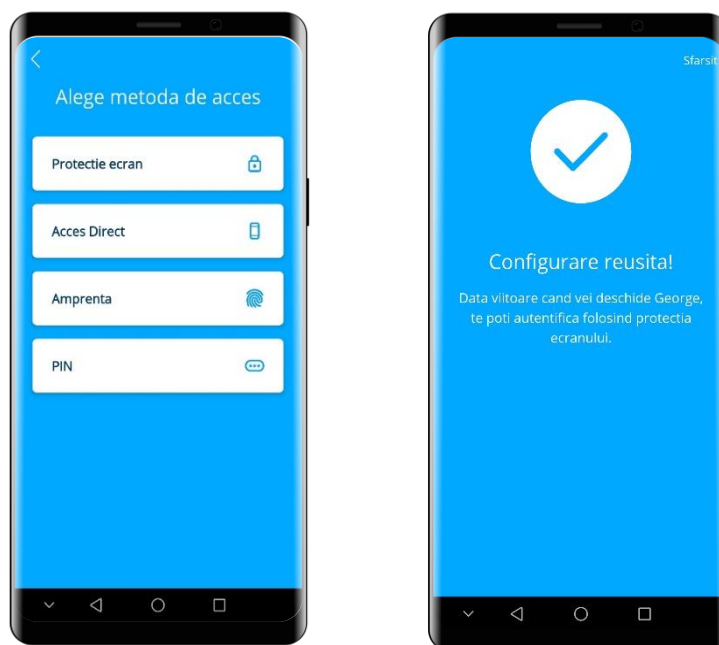 Alege metoda de acces
Protectie ecran
Acces Direct
Amprenta
PIN
Sfarsit
Configurare reusita!
Data viitoare cand vei deschide George,
te poti autentifica folosind protectia
ecranului.